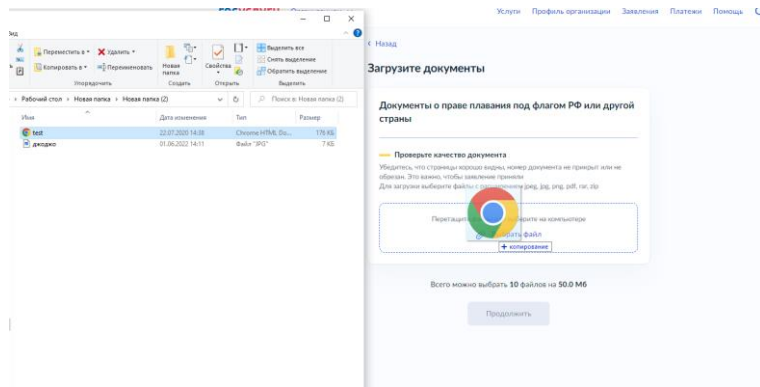 Услуги Профиль организации Заявления Платежи Помощь
Вид
Переместить в
Копировать в
Удалить
Переименовать
Новая папка
Свойства
Выделить все
Снять выделение
Обратить выделение
Упорядочить Создать Открыть Выделить
Рабочий стол › Новая папка › Новая папка (2)
Поиск в: Новая папка (2)
Имя Дата изменения Тип Размер
test 22.07.2020 14:38 Chrome HTML Do... 176 КБ
джоджо 01.06.2022 14:11 Файл "JPG" 7 КБ
Назад
Загрузите документы
Документы о праве плавания под флагом РФ или другой
страны
Проверьте качество документа
Убедитесь, что страницы хорошо видны, номер документа не прикрыт или не
обрезан. Это важно, чтобы заявление приняли
Для загрузки выберите файлы с расширением jpeg, jpg, png, pdf, rar, zip
на компьютере
файл
+ копирование
Всего можно выбрать 10 файлов на 50.0 Мб
Продолжить